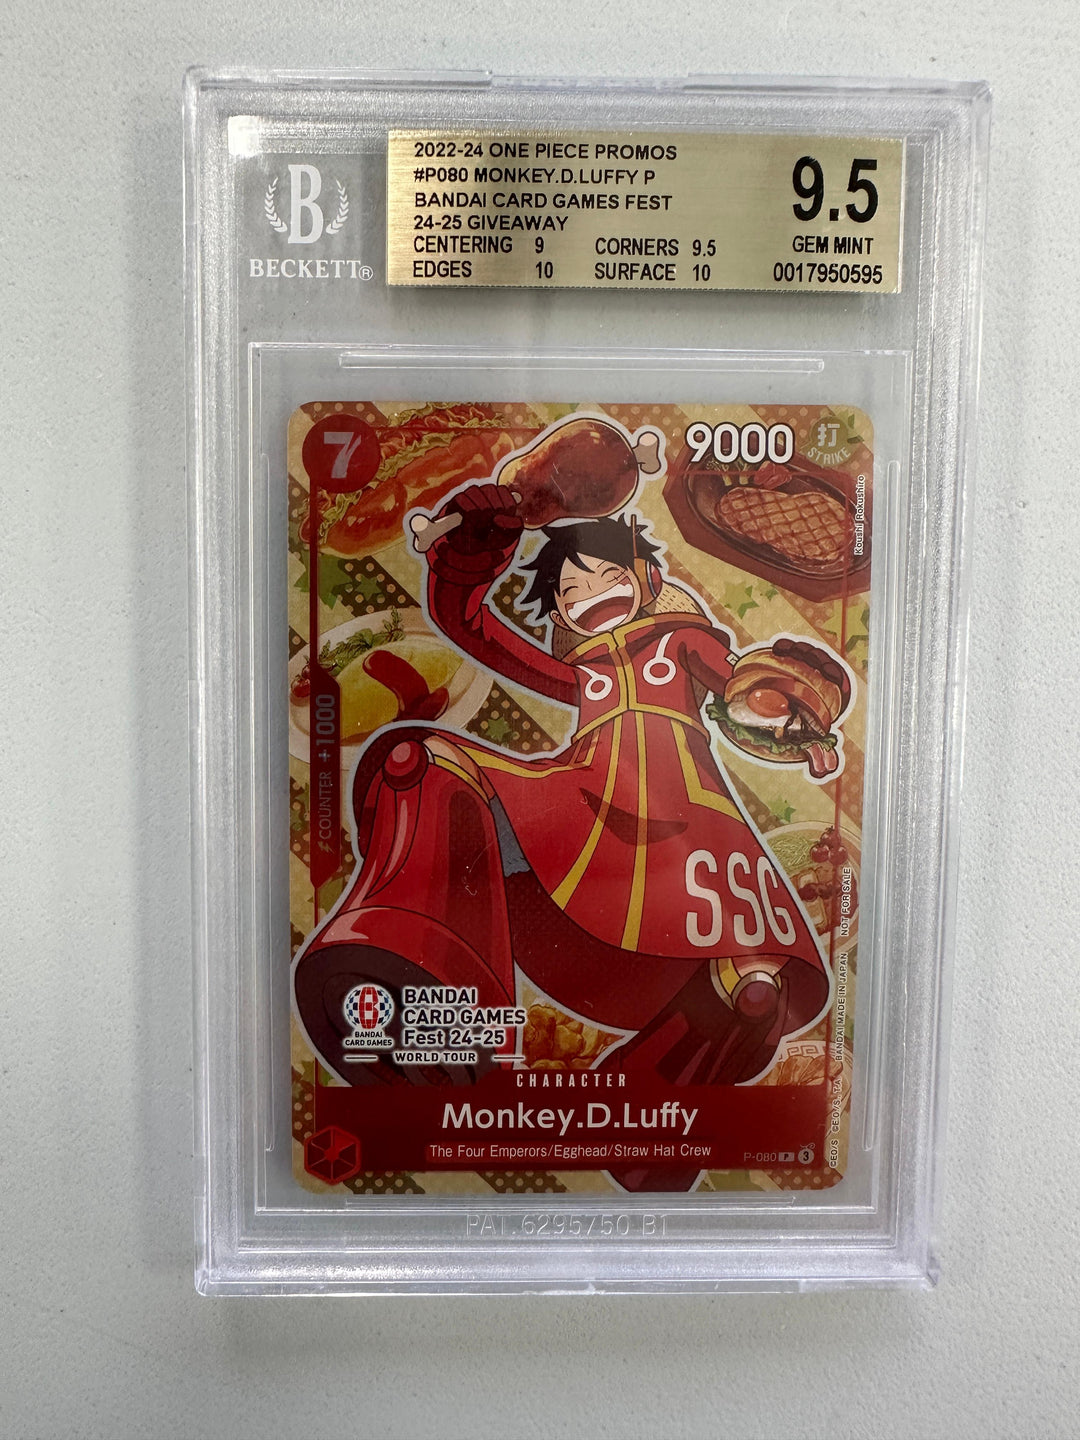 2022-24 ONE PIECE PROMOS
#P080 MONKEY.D.LUFFY P
BANDAI CARD GAMES FEST
24-25 GIVEAWAY
CENTERING 9 CORNERS 9.5
EDGES 10 SURFACE 10
9.5
GEM MINT
0017950595
B
BECKETT®
7
9000
打
STRIKE
Koushi Rokushiro
COUNTER +1000
SSG
NOT FOR SALE
BANDAI MADE IN JAPAN
B
BANDAI
CARD GAMES
BANDAI
CARD GAMES
Fest 24-25
WORLD TOUR
CHARACTER
Monkey.D.Luffy
The Four Emperors/Egghead/Straw Hat Crew
P-080 P 3
PAT.6295750 B1